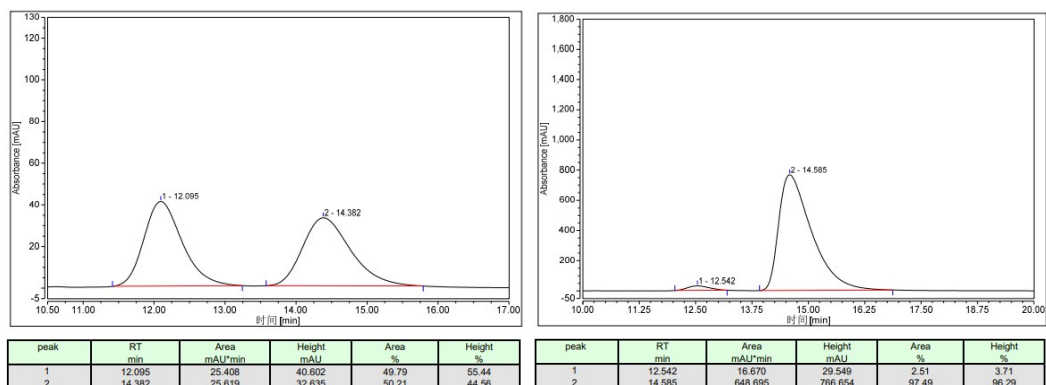 130
120
100
80
60
40
20
-5
Absorbance [mAU]
1 - 12.095
2 - 14.382
10.50 11.00 12.00 13.00 14.00 15.00 16.00 17.00
时间 [min]
peak RT Area Height Area Height
min mAU*min mAU % %
1 12.095 25.408 40.602 49.79 55.44
2 14.382 25.619 32.635 50.21 44.56
1,800
1,600
1,400
1,200
1,000
800
600
400
200
-50
Absorbance [mAU]
1 - 12.542
2 - 14.585
10.00 11.25 12.50 13.75 15.00 16.25 17.50 18.75 20.00
时间 [min]
peak RT Area Height Area Height
min mAU*min mAU % %
1 12.542 16.670 29.549 2.51 3.71
2 14.585 648.695 766.654 97.49 96.29